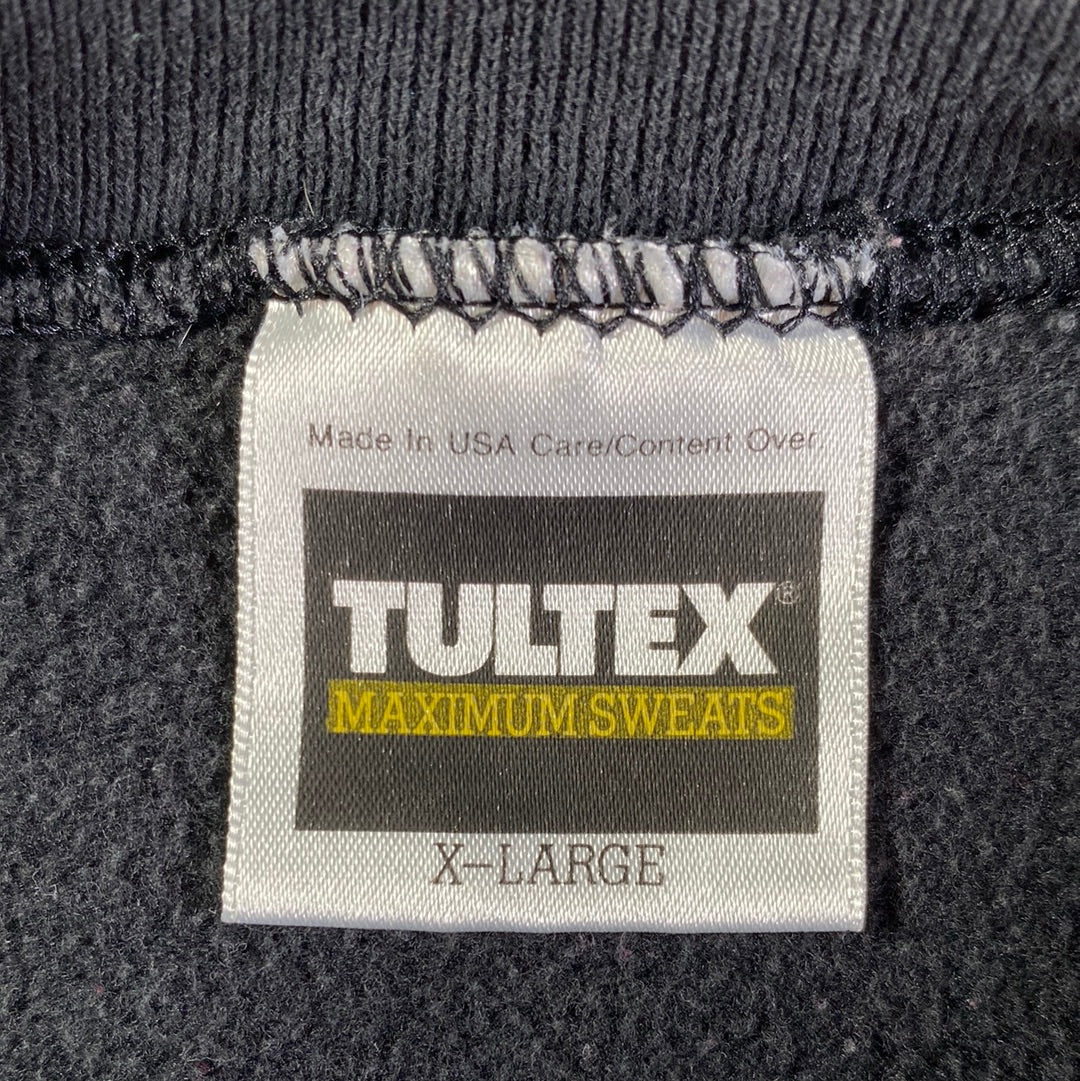 Made In USA Care/Content Over
TULTEX®
MAXIMUM SWEATS
X-LARGE